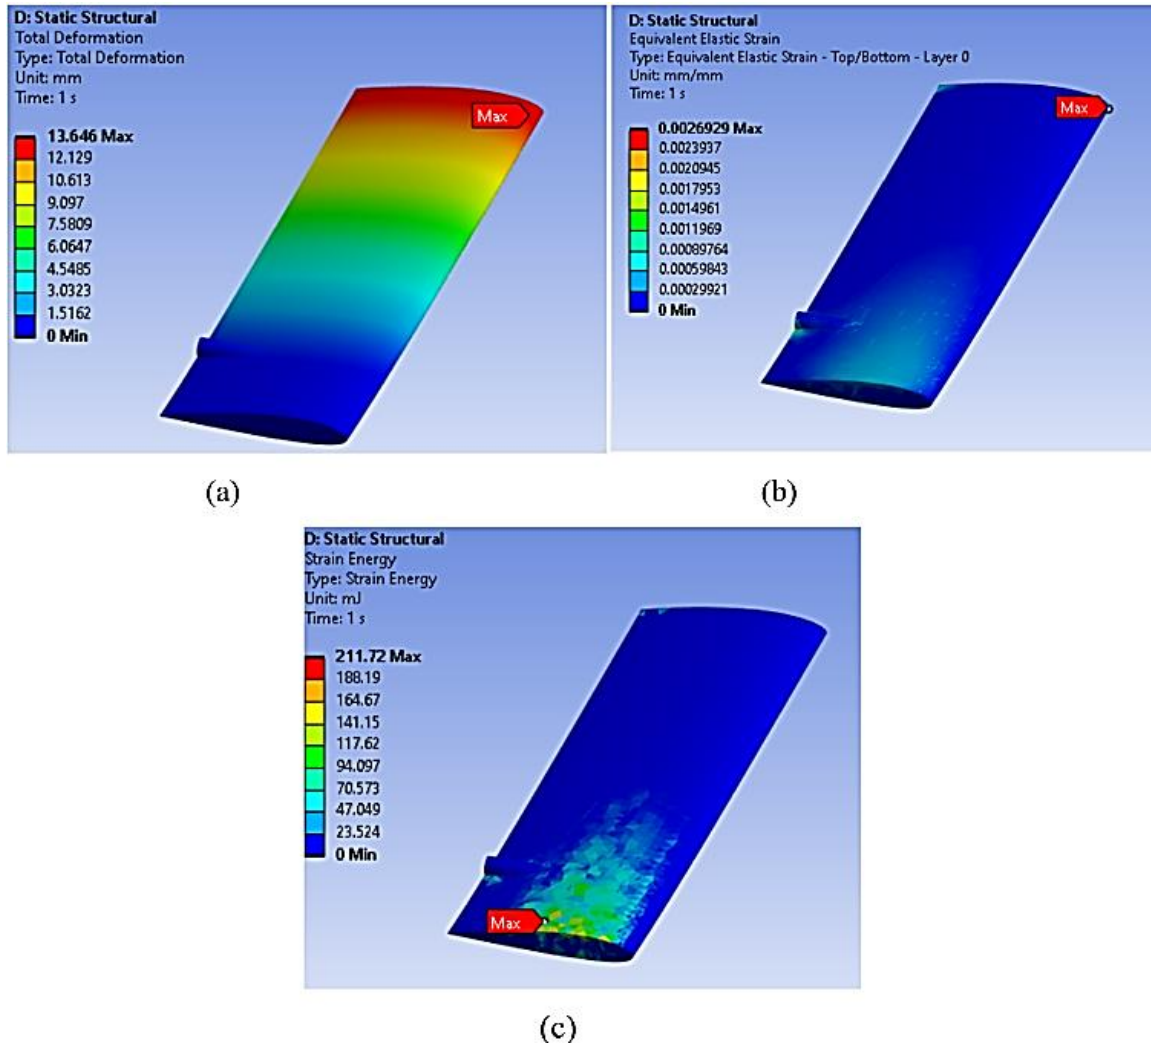 D: Static Structural
Total Deformation
Type: Total Deformation
Unit: mm
Time: 1 s
13.646 Max
12.129
10.613
9.097
7.5809
6.0647
4.5485
3.0323
1.5162
0 Min
Max
(a)
D: Static Structural
Equivalent Elastic Strain
Type: Equivalent Elastic Strain - Top/Bottom - Layer 0
Unit: mm/mm
Time: 1 s
0.0026929 Max
0.0023937
0.0020945
0.0017953
0.0014961
0.0011969
0.00089764
0.00059843
0.00029921
0 Min
Max
(b)
D: Static Structural
Strain Energy
Type: Strain Energy
Unit: mJ
Time: 1 s
211.72 Max
188.19
164.67
141.15
117.62
94.097
70.573
47.049
23.524
0 Min
Max
(c)